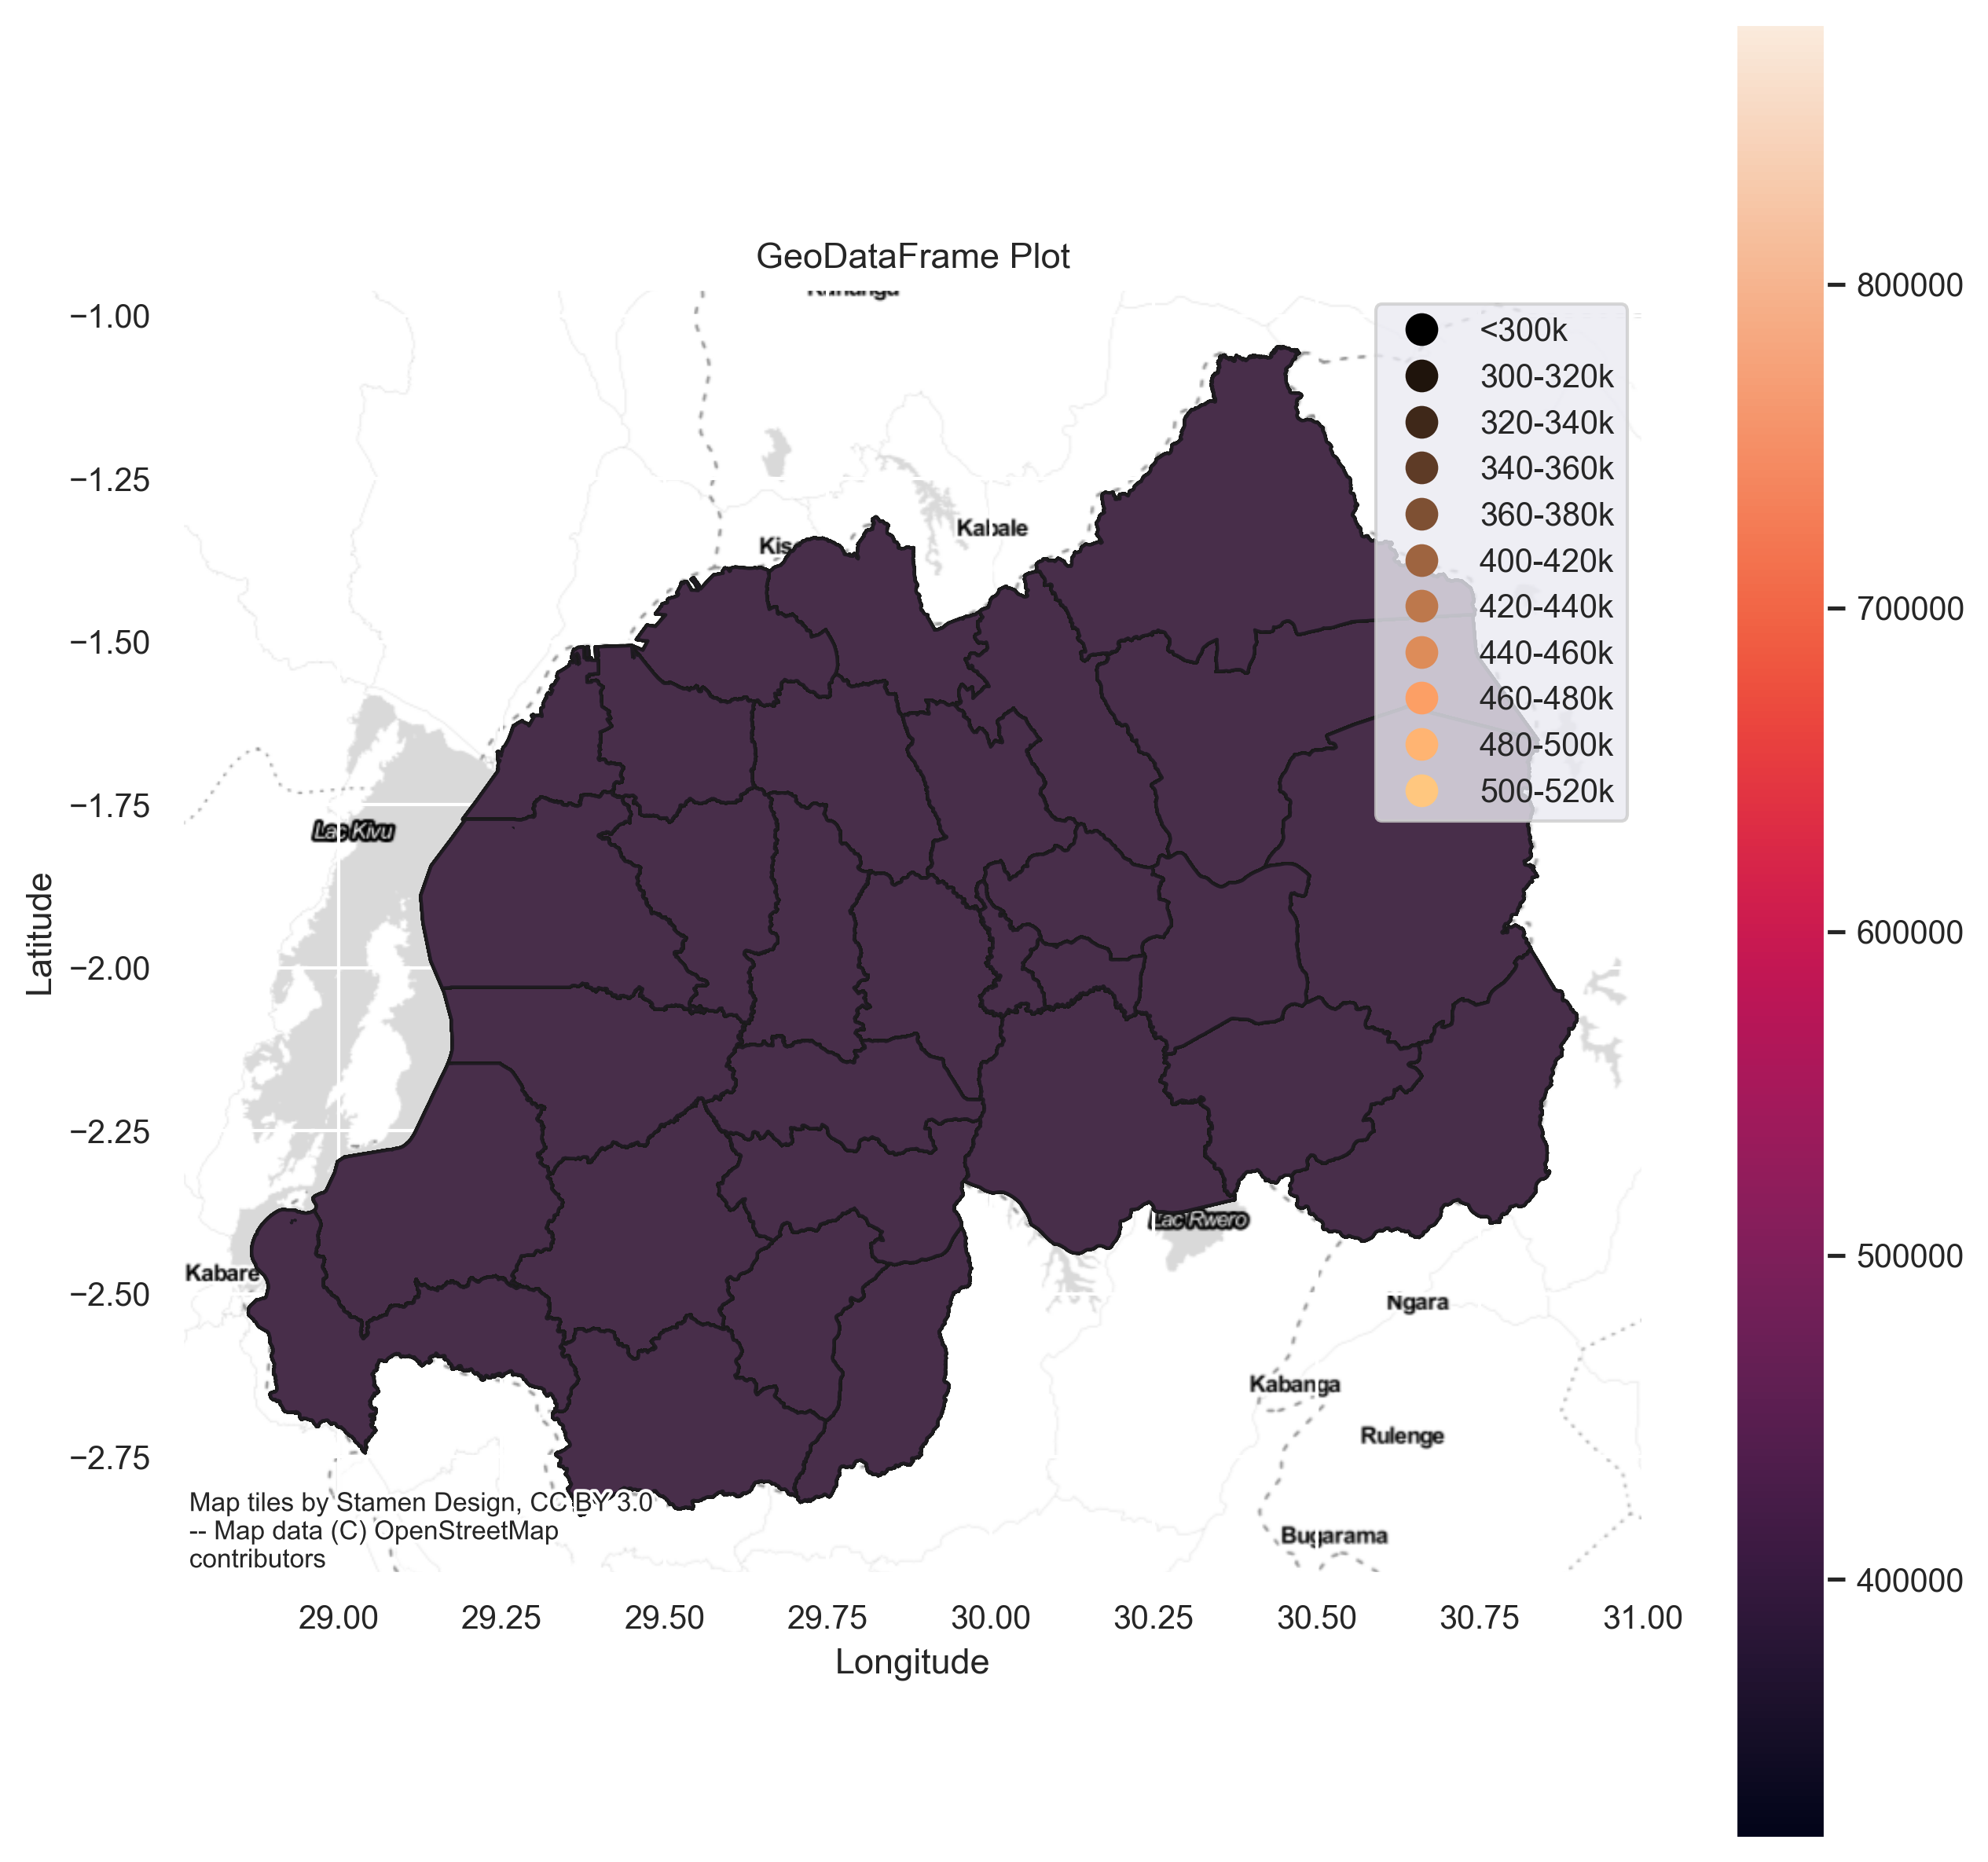 GeoDataFrame Plot
−1.00
−1.25
−1.50
−1.75
−2.00
−2.25
−2.50
−2.75
Latitude
Kabale
Lac Kivu
Kabare
Lac Rwero
Ngara
Kabanga
Rulenge
Bugarama
<300k
300-320k
320-340k
340-360k
360-380k
400-420k
420-440k
440-460k
460-480k
480-500k
500-520k
Map tiles by Stamen Design, CC BY 3.0
-- Map data (C) OpenStreetMap
contributors
29.00 29.25 29.50 29.75 30.00 30.25 30.50 30.75 31.00
Longitude
800000
700000
600000
500000
400000